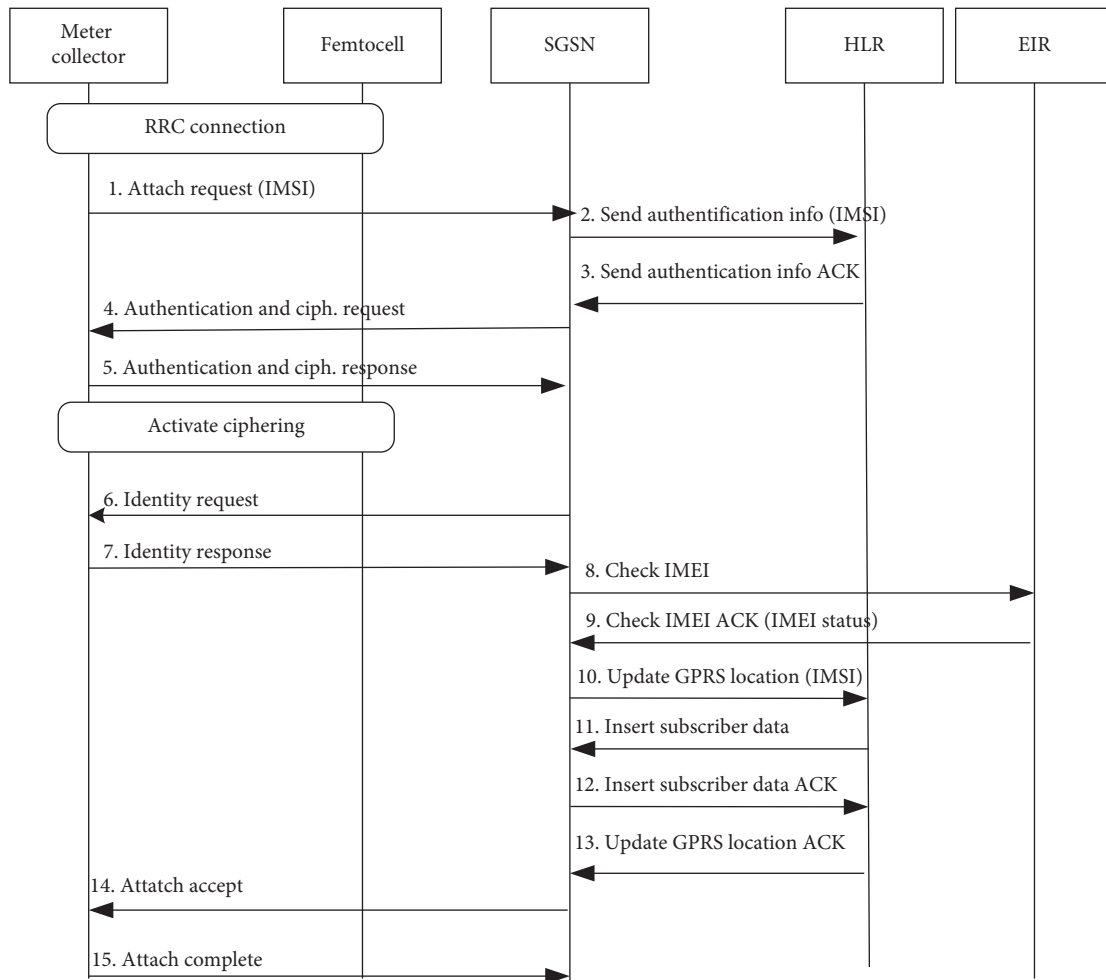 Meter
collector
Femtocell
SGSN
HLR
EIR
RRC connection
1. Attach request (IMSI)
2. Send authentification info (IMSI)
3. Send authentication info ACK
4. Authentication and ciph. request
5. Authentication and ciph. response
Activate ciphering
6. Identity request
7. Identity response
8. Check IMEI
9. Check IMEI ACK (IMEI status)
10. Update GPRS location (IMSI)
11. Insert subscriber data
12. Insert subscriber data ACK
13. Update GPRS location ACK
14. Attatch accept
15. Attach complete